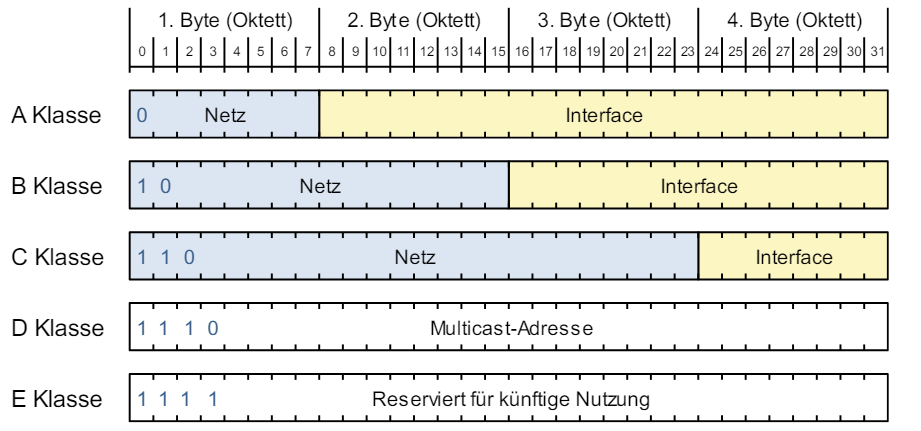 1. Byte (Oktett) 2. Byte (Oktett) 3. Byte (Oktett) 4. Byte (Oktett)
0 1 2 3 4 5 6 7 8 9 10 11 12 13 14 15 16 17 18 19 20 21 22 23 24 25 26 27 28 29 30 31
A Klasse 0 Netz Interface
B Klasse 1 0 Netz Interface
C Klasse 1 1 0 Netz Interface
D Klasse 1 1 1 0 Multicast-Adresse
E Klasse 1 1 1 1 Reserviert für künftige Nutzung